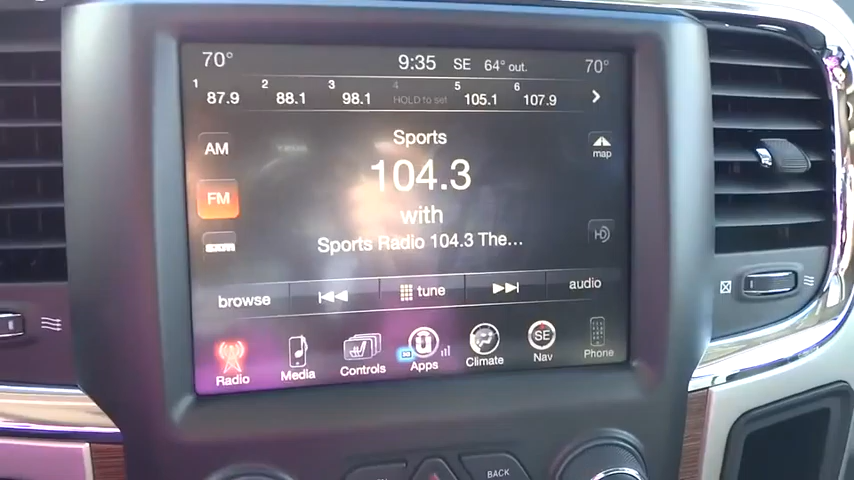 70° 9:35 SE 64° out. 70°
1 87.9 2 88.1 3 98.1 4 HOLD to set 5 105.1 6 107.9
Sports
AM 104.3 map
FM with
Sports Radio 104.3 The...
HD
browse tune audio
Radio Media Controls Apps Climate SE Nav Phone
BACK